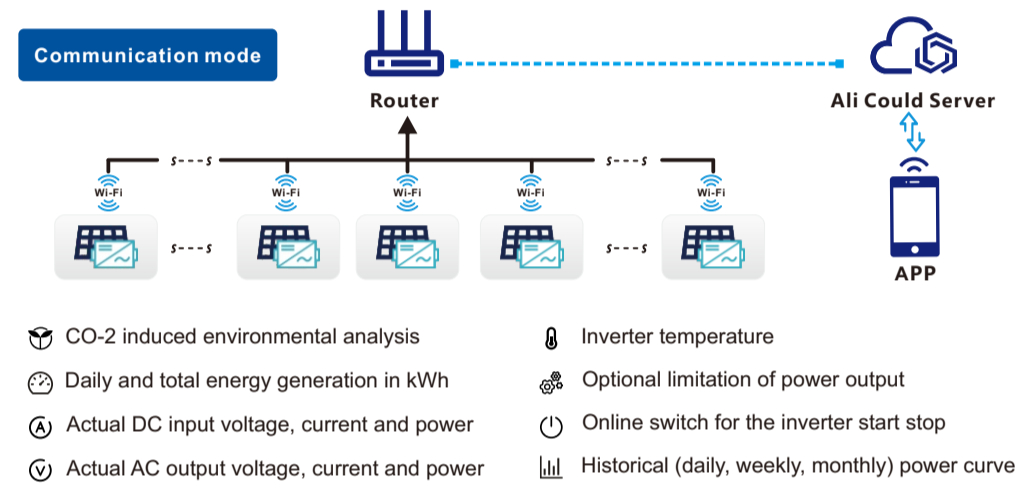 Communication mode
Router
Ali Could Server
S---S
S---S
Wi-Fi
Wi-Fi
Wi-Fi
Wi-Fi
Wi-Fi
S---S
S---S
APP
CO-2 induced environmental analysis
Daily and total energy generation in kWh
A Actual DC input voltage, current and power
V Actual AC output voltage, current and power
Inverter temperature
Optional limitation of power output
Online switch for the inverter start stop
Historical (daily, weekly, monthly) power curve